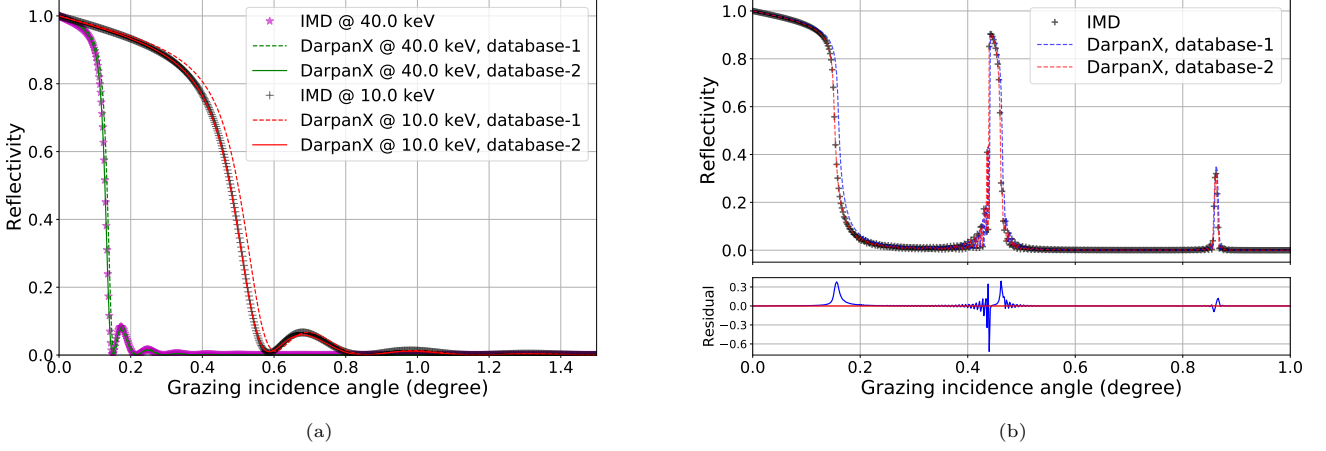 IMD @ 40.0 keV
DarpanX @ 40.0 keV, database-1
DarpanX @ 40.0 keV, database-2
IMD @ 10.0 keV
DarpanX @ 10.0 keV, database-1
DarpanX @ 10.0 keV, database-2
1.0
0.8
0.6
0.4
0.2
0.0
Reflectivity
0.0 0.2 0.4 0.6 0.8 1.0 1.2 1.4
Grazing incidence angle (degree)
(a)
IMD
DarpanX, database-1
DarpanX, database-2
1.0
0.8
0.6
0.4
0.2
0.0
Reflectivity
0.3
0.0
−0.3
−0.6
Residual
0.0 0.2 0.4 0.6 0.8 1.0
Grazing incidence angle (degree)
(b)